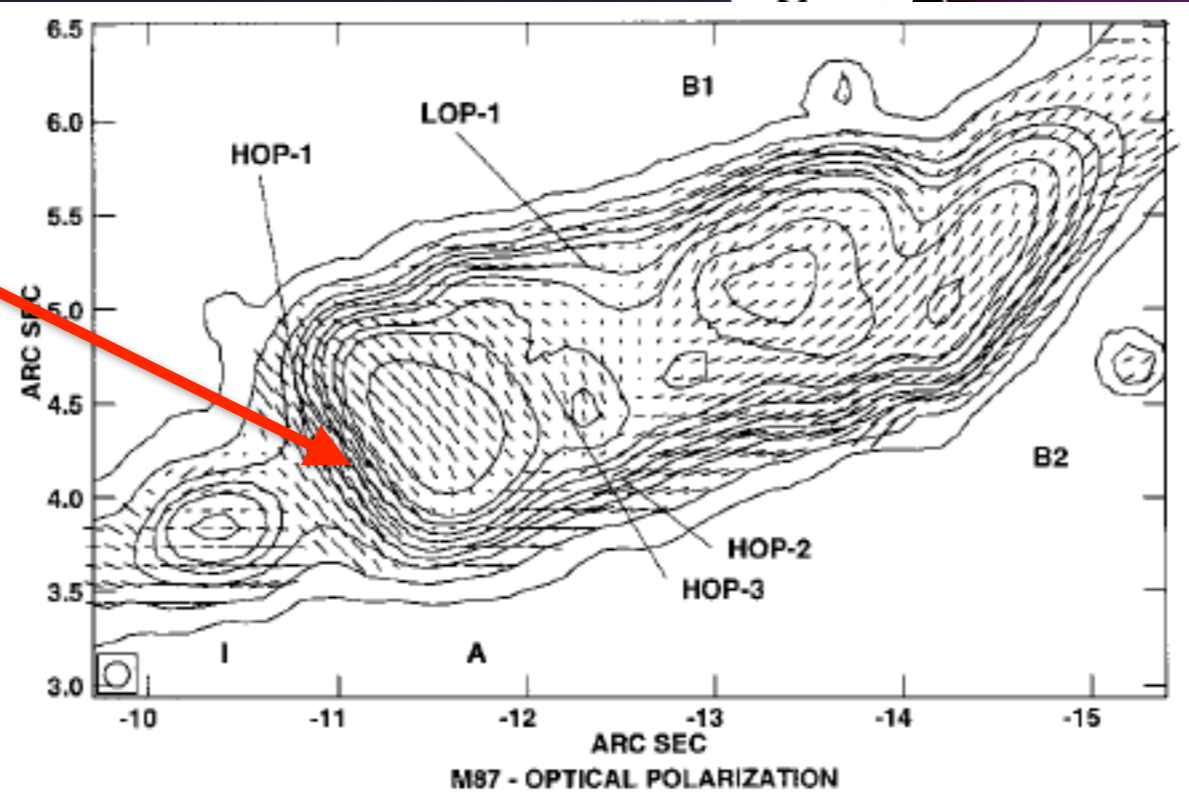 6.5
6.0
5.5
5.0
4.5
4.0
3.5
3.0
ARC SEC
HOP-1
LOP-1
B1
B2
HOP-2
HOP-3
I
A
-10 -11 -12 -13 -14 -15
ARC SEC
M87 - OPTICAL POLARIZATION